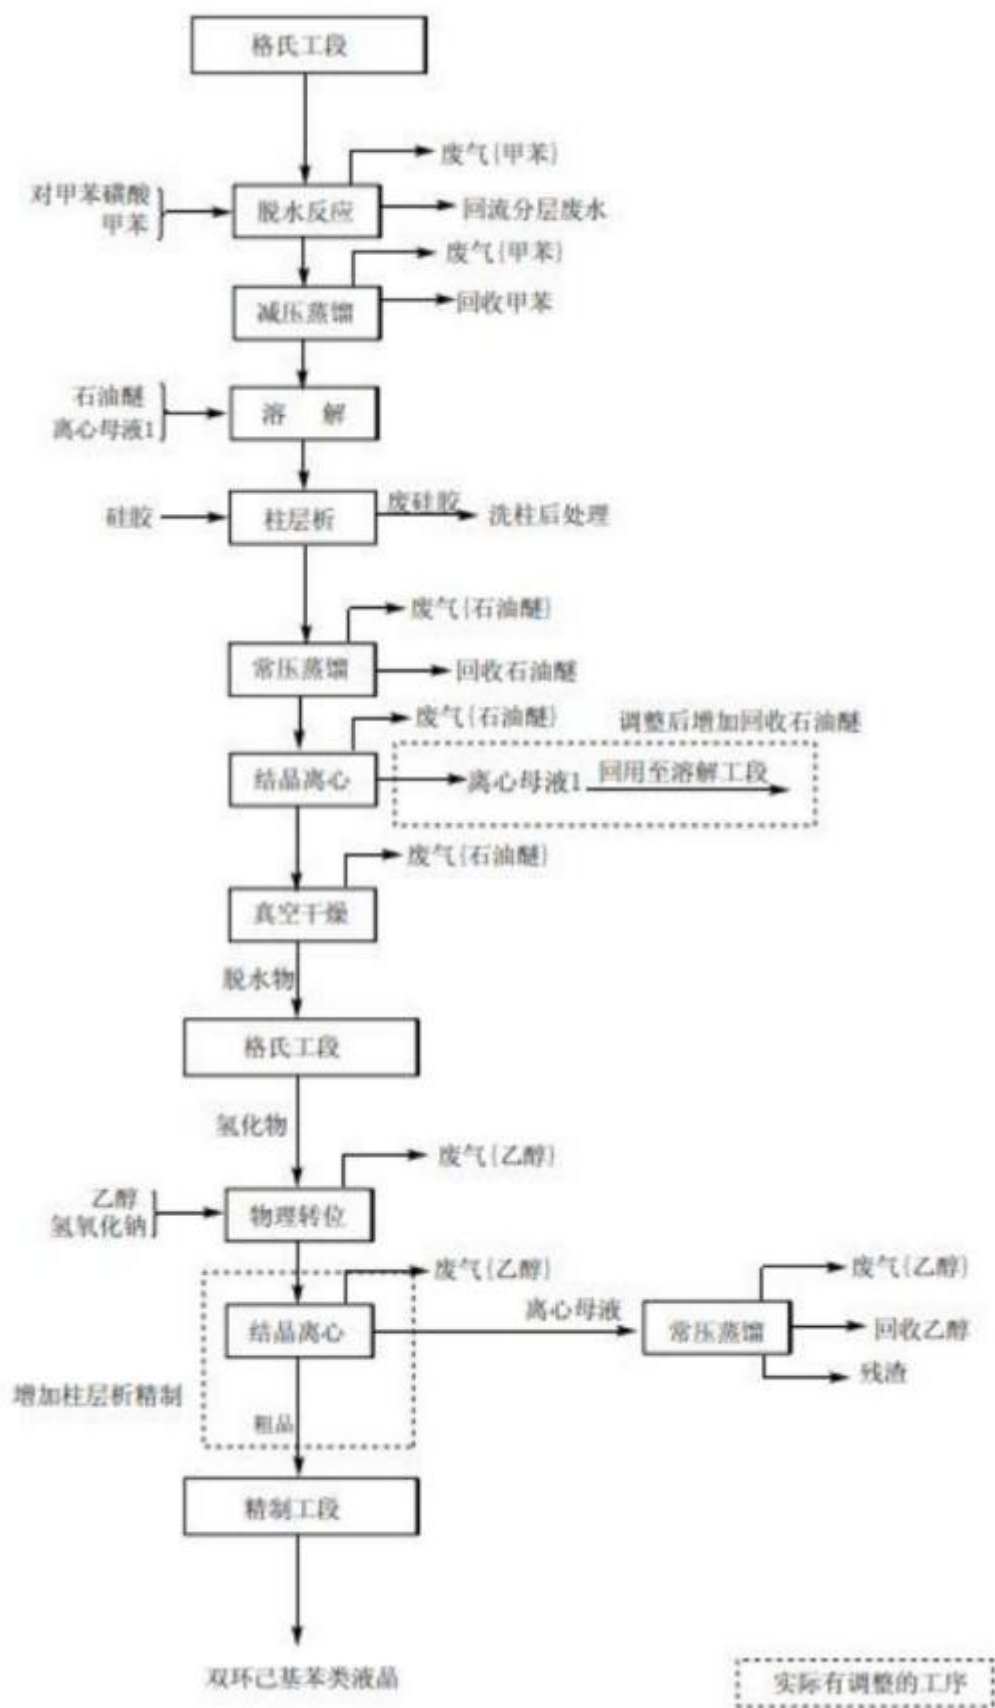 格氏工段
废气(甲苯)
对甲苯磺酸
甲苯
脱水反应
回流分层废水
废气(甲苯)
减压蒸馏
回收甲苯
石油醚
离心母液1
溶 解
硅胶
柱层析
废硅胶
洗柱后处理
废气(石油醚)
常压蒸馏
回收石油醚
废气(石油醚)
调整后增加回收石油醚
结晶离心
离心母液1
回用至溶解工段
废气(石油醚)
真空干燥
脱水物
格氏工段
氢化物
废气(乙醇)
乙醇
氢氧化钠
物理转位
废气(乙醇)
结晶离心
离心母液
常压蒸馏
废气(乙醇)
回收乙醇
残渣
增加柱层析精制
粗品
精制工段
双环己基苯类液晶
实际有调整的工序